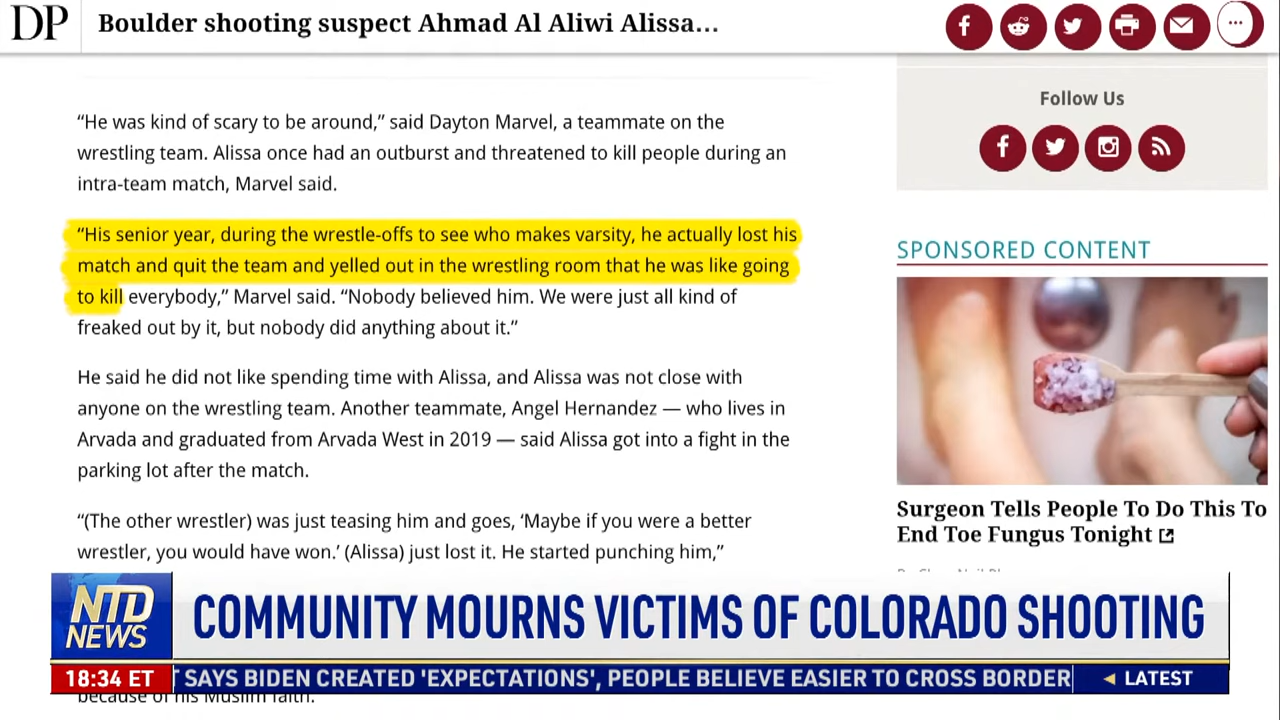 DP
Boulder shooting suspect Ahmad Al Aliwi Alissa…
“He was kind of scary to be around,” said Dayton Marvel, a teammate on the
wrestling team. Alissa once had an outburst and threatened to kill people during an
intra-team match, Marvel said.
“His senior year, during the wrestle-offs to see who makes varsity, he actually lost his
match and quit the team and yelled out in the wrestling room that he was like going
to kill everybody,” Marvel said. “Nobody believed him. We were just all kind of
freaked out by it, but nobody did anything about it.”
He said he did not like spending time with Alissa, and Alissa was not close with
anyone on the wrestling team. Another teammate, Angel Hernandez — who lives in
Arvada and graduated from Arvada West in 2019 — said Alissa got into a fight in the
parking lot after the match.
“(The other wrestler) was just teasing him and goes, ‘Maybe if you were a better
wrestler, you would have won.’ (Alissa) just lost it. He started punching him,”
Follow Us
SPONSORED CONTENT
Surgeon Tells People To Do This To
End Toe Fungus Tonight
NTD
NEWS
COMMUNITY MOURNS VICTIMS OF COLORADO SHOOTING
18:34 ET
SAYS BIDEN CREATED 'EXPECTATIONS', PEOPLE BELIEVE EASIER TO CROSS BORDER
LATEST
because of his Muslim faith.